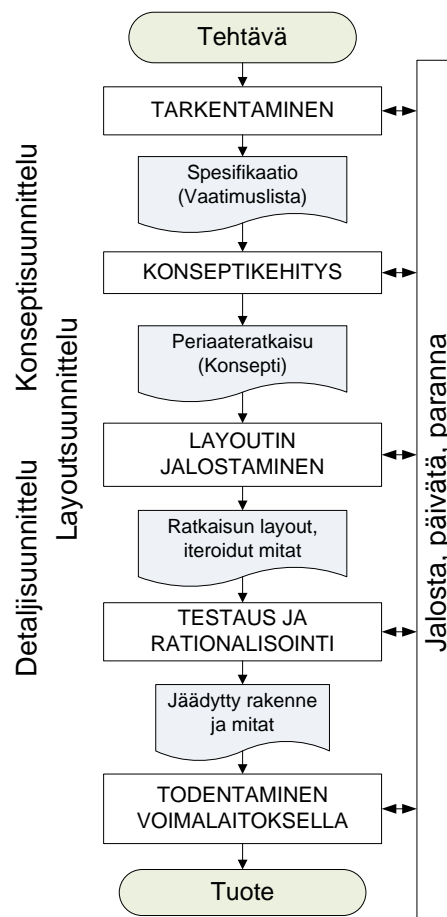 Tehtävä
TARKENTAMINEN
Spesifikaatio
(Vaatimuslista)
KONSEPTIKEHITYS
Periaateratkaisu
(Konsepti)
LAYOUTIN
JALOSTAMINEN
Ratkaisun layout,
iteroidut mitat
TESTAUS JA
RATIONALISOINTI
Jäädytty rakenne
ja mitat
TODENTAMINEN
VOIMALAITOKSELLA
Tuote
Konseptisuunnittelu
Layoutsuunnittelu
Detaljisuunnittelu
Jalosta, päivätä, paranna